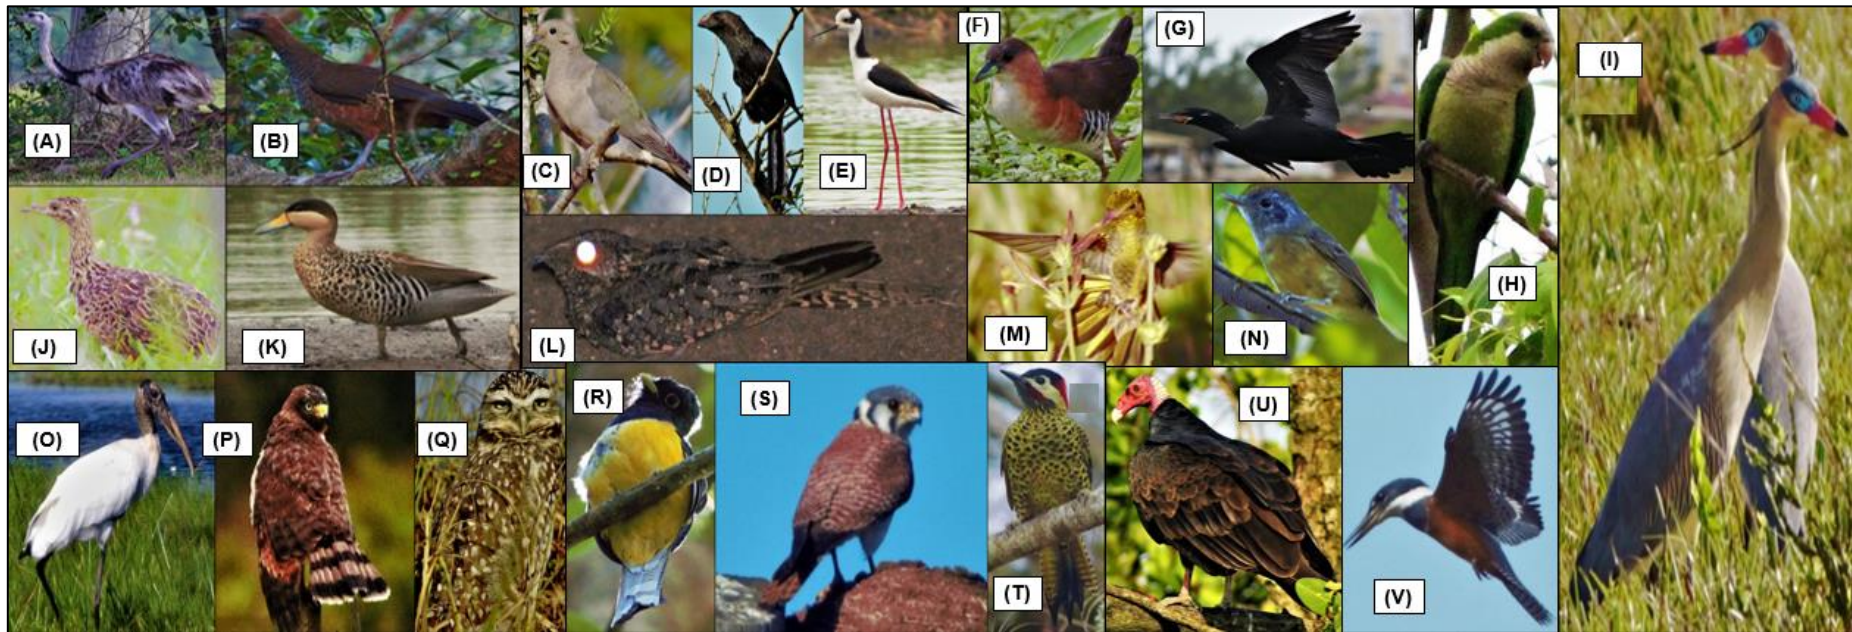 (A)
(B)
(C)
(D)
(E)
(F)
(G)
(H)
(I)
(J)
(K)
(L)
(M)
(N)
(O)
(P)
(Q)
(R)
(S)
(T)
(U)
(V)